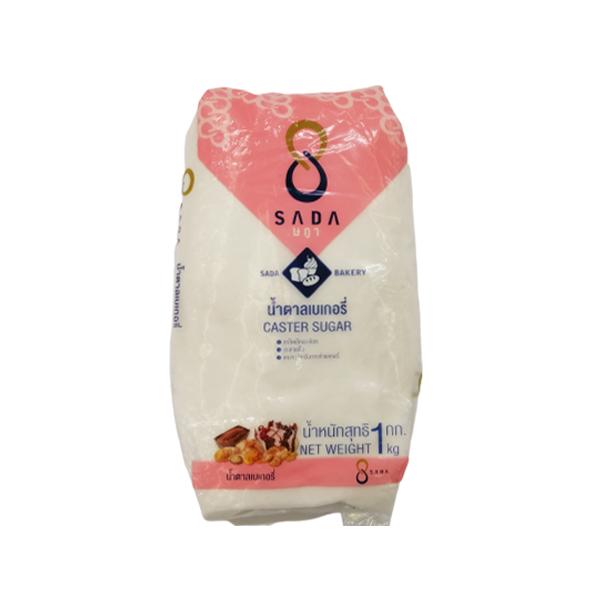 SADA
ษฎา
SADA BAKERY
น้ำตาลเบเกอรี่
CASTER SUGAR
น้ำหนักสุทธิ 1 กก.
NET WEIGHT 1 kg
น้ำตาลเบเกอรี่
SADA